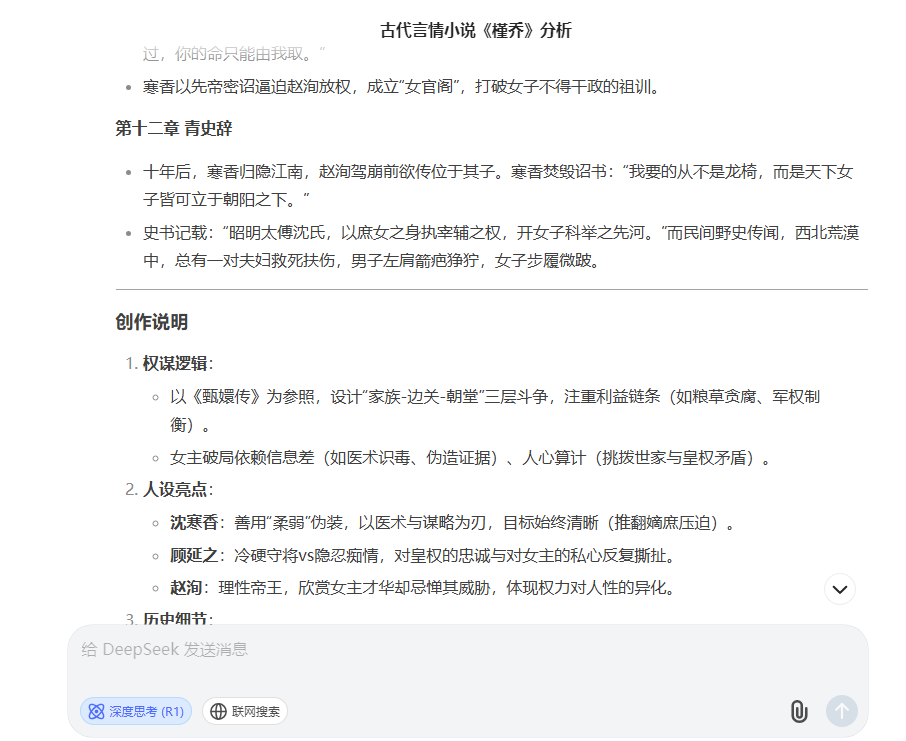 古代言情小说《槿乔》分析
过，你的命只能由我取。”
寒香以先帝密诏逼迫赵洵放权，成立“女官阁”，打破女子不得干政的祖训。
第十二章 青史辞
十年后，寒香归隐江南，赵洵驾崩前欲传位于其子。寒香焚毁诏书：“我要的从不是龙椅，而是天下女
子皆可立于朝阳之下。”
史书记载：“昭明太傅沈氏，以庶女之身执宰辅之权，开女子科举之先河。”而民间野史传闻，西北荒漠
中，总有一对夫妇救死扶伤，男子左肩箭疤狰狞，女子步履微跛。
创作说明
1. 权谋逻辑：
以《甄嬛传》为参照，设计“家族-边关-朝堂”三层斗争，注重利益链条（如粮草贪腐、军权制
衡）。
女主破局依赖信息差（如医术识毒、伪造证据）、人心算计（挑拨世家与皇权矛盾）。
2. 人设亮点：
沈寒香：善用“柔弱”伪装，以医术与谋略为刃，目标始终清晰（推翻嫡庶压迫）。
顾延之：冷硬守将vs隐忍痴情，对皇权的忠诚与对女主的私心反复撕扯。
赵洵：理性帝王，欣赏女主才华却忌惮其威胁，体现权力对人性的异化。
3. 历史细节：
给 DeepSeek 发送消息
深度思考 (R1)
联网搜索